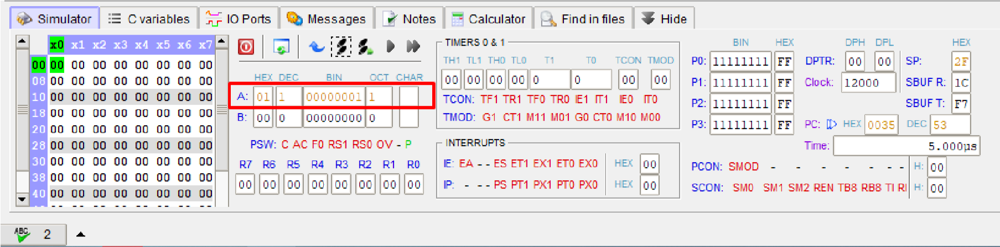 Simulator C variables IO Ports Messages Notes Calculator Find in files Hide
x0 x1 x2 x3 x4 x5 x6 x7
00 00 00 00 00 00 00 00 00
08 00 00 00 00 00 00 00 00
10 00 00 00 00 00 00 00 00
18 00 00 00 00 00 00 00 00
20 00 00 00 00 00 00 00 00
28 00 00 00 00 00 00 00 00
30 00 00 00 00 00 00 00 00
38 00 00 00 00 00 00 00 00
40 00 00 00 00 00 00 00 00
HEX DEC BIN OCT CHAR
A: 01 1 00000001 1
B: 00 0 00000000 0
PSW: C AC F0 RS1 RS0 OV - P
R7 R6 R5 R4 R3 R2 R1 R0
00 00 00 00 00 00 00 00
TIMERS 0 & 1
TH1 TL1 TH0 TL0 T1 T0 TCON TMOD
00 00 00 00 0 0 00 00
TCON: TF1 TR1 TF0 TR0 IE1 IT1 IE0 IT0
TMOD: G1 CT1 M11 M01 G0 CT0 M10 M00
INTERRUPTS
IE: EA - - ES ET1 EX1 ET0 EX0 HEX 00
IP: - - - PS PT1 PX1 PT0 PX0 HEX 00
BIN HEX
P0: 11111111 FF
P1: 11111111 FF
P2: 11111111 FF
P3: 11111111 FF
DPH DPL HEX
DPTR: 00 00 SP: 2F
Clock: 12000 SBUF R: 1C
SBUF T: F7
PC: HEX 0035 DEC 53
Time: 5.000µs
PCON: SMOD - - - - - - - H: 00
SCON: SM0 SM1 SM2 REN TB8 RB8 TI H: 00
ABC 2